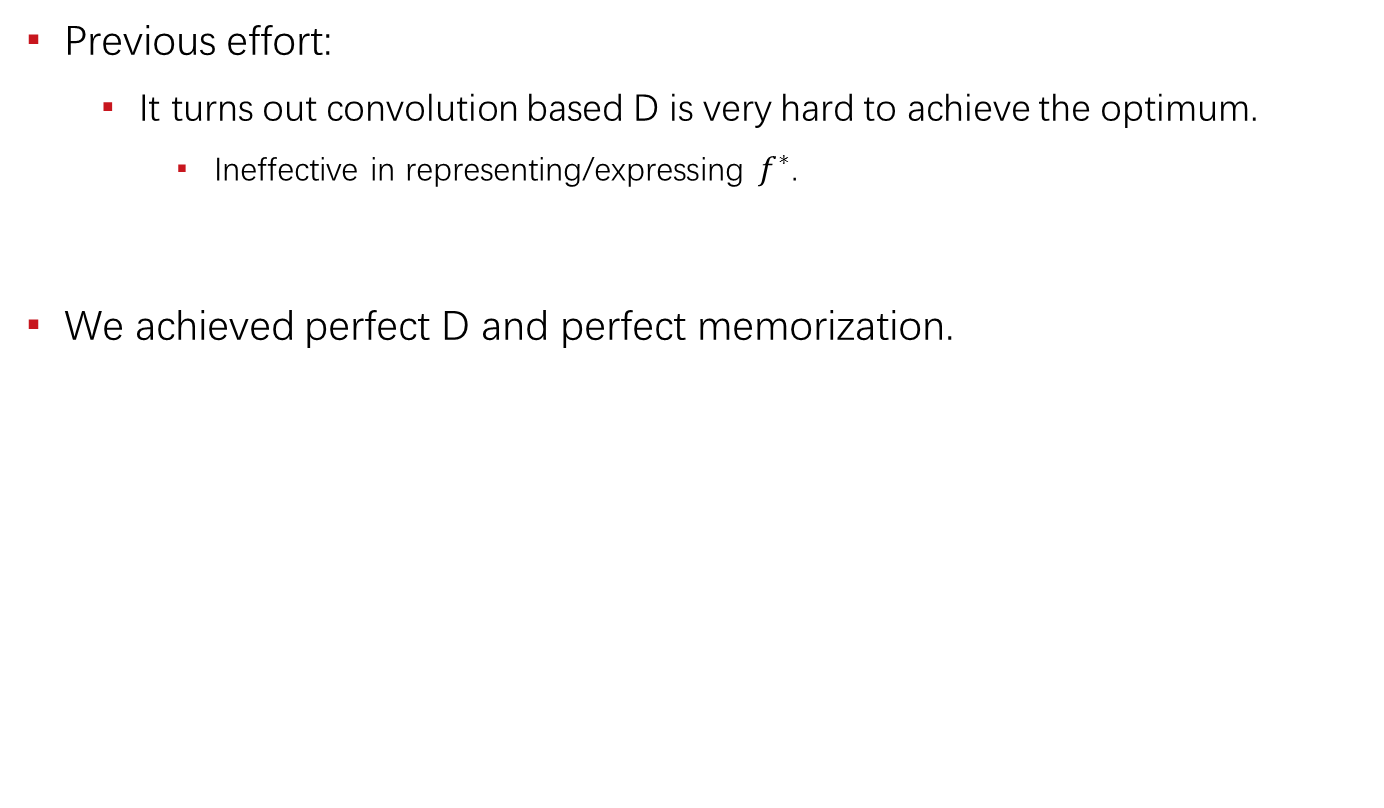 ▪ Previous effort:
▪ It turns out convolution based D is very hard to achieve the optimum.
▪ Ineffective in representing/expressing f*.
▪ We achieved perfect D and perfect memorization.